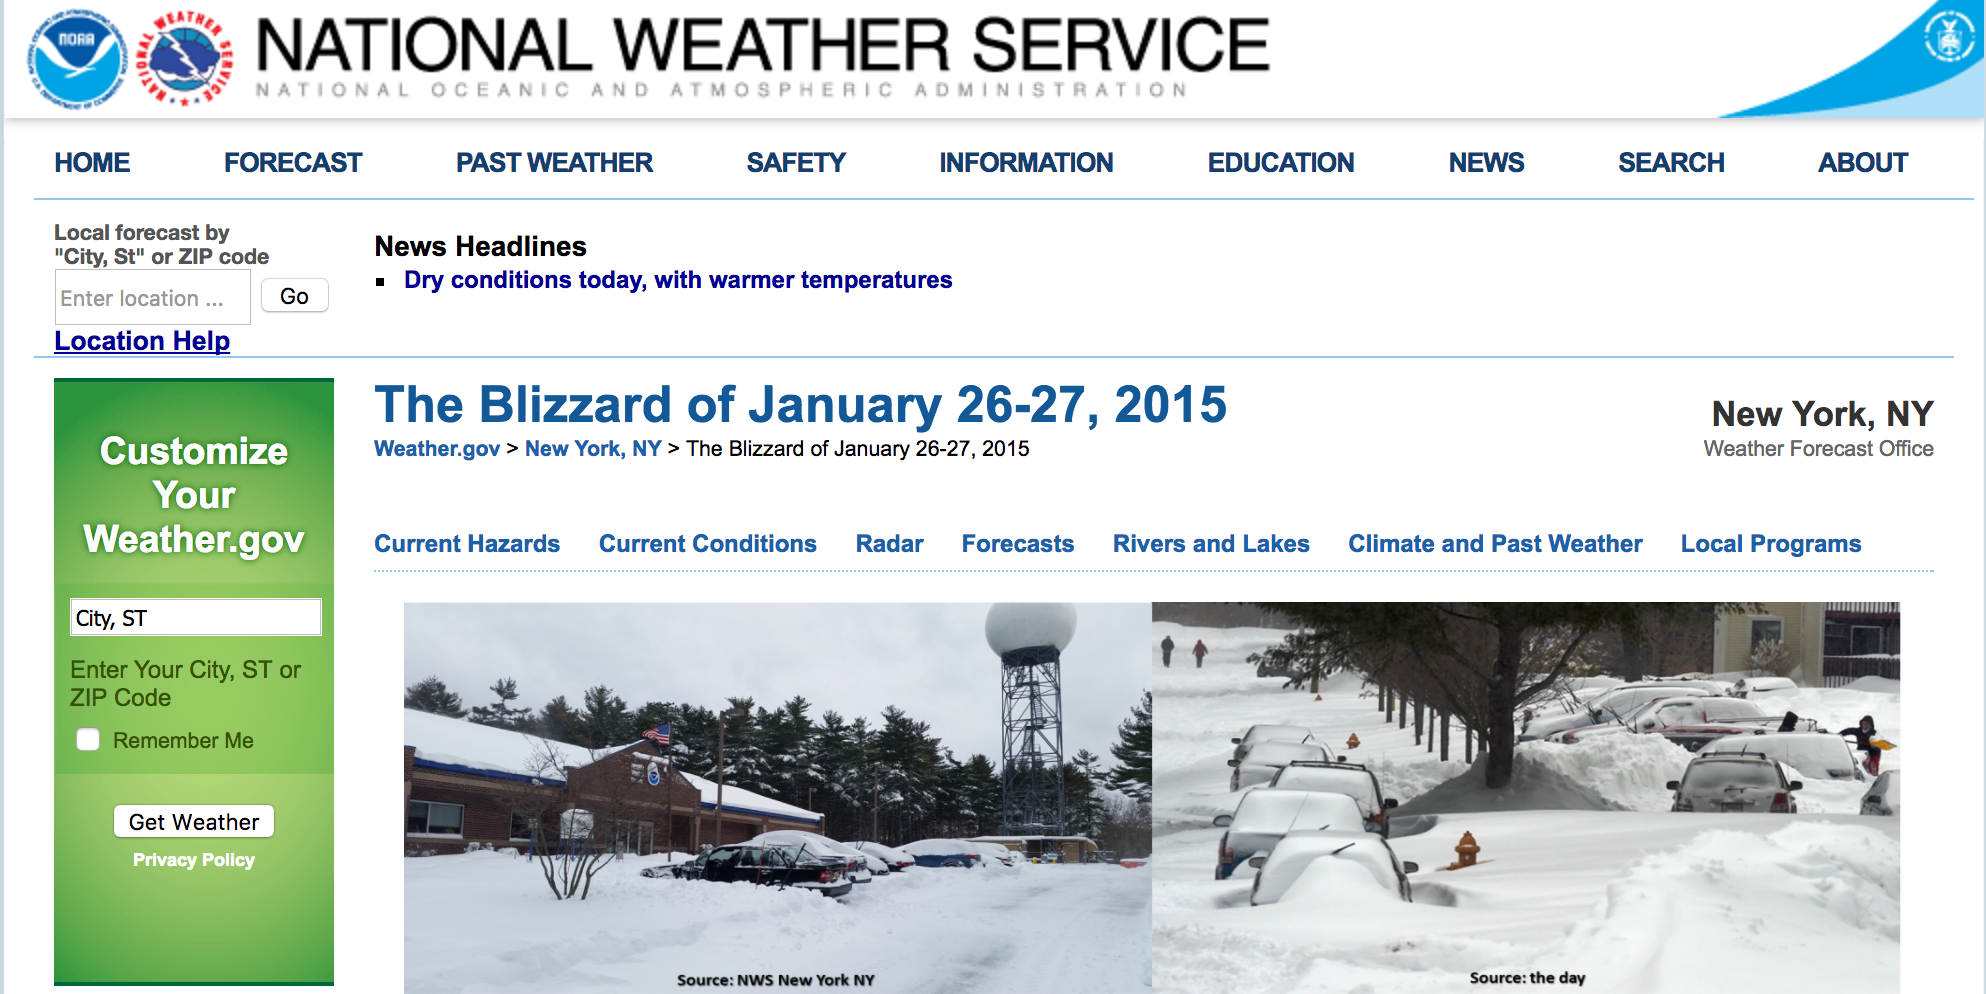 NOAA
NATIONAL WEATHER SERVICE
NATIONAL WEATHER SERVICE
NATIONAL OCEANIC AND ATMOSPHERIC ADMINISTRATION
HOME FORECAST PAST WEATHER SAFETY INFORMATION EDUCATION NEWS SEARCH ABOUT
Local forecast by
"City, St" or ZIP code
Enter location ... Go
Location Help
News Headlines
Dry conditions today, with warmer temperatures
Customize
Your
Weather.gov
City, ST
Enter Your City, ST or
ZIP Code
Remember Me
Get Weather
Privacy Policy
The Blizzard of January 26-27, 2015
Weather.gov > New York, NY > The Blizzard of January 26-27, 2015
New York, NY
Weather Forecast Office
Current Hazards Current Conditions Radar Forecasts Rivers and Lakes Climate and Past Weather Local Programs
Source: NWS New York NY
Source: the day